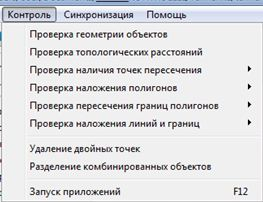 Контроль Синхронизация Помощь
Проверка геометрии объектов
Проверка топологических расстояний
Проверка наличия точек пересечения
Проверка наложения полигонов
Проверка пересечения границ полигонов
Проверка наложения линий и границ
Удаление двойных точек
Разделение комбинированных объектов
Запуск приложений F12